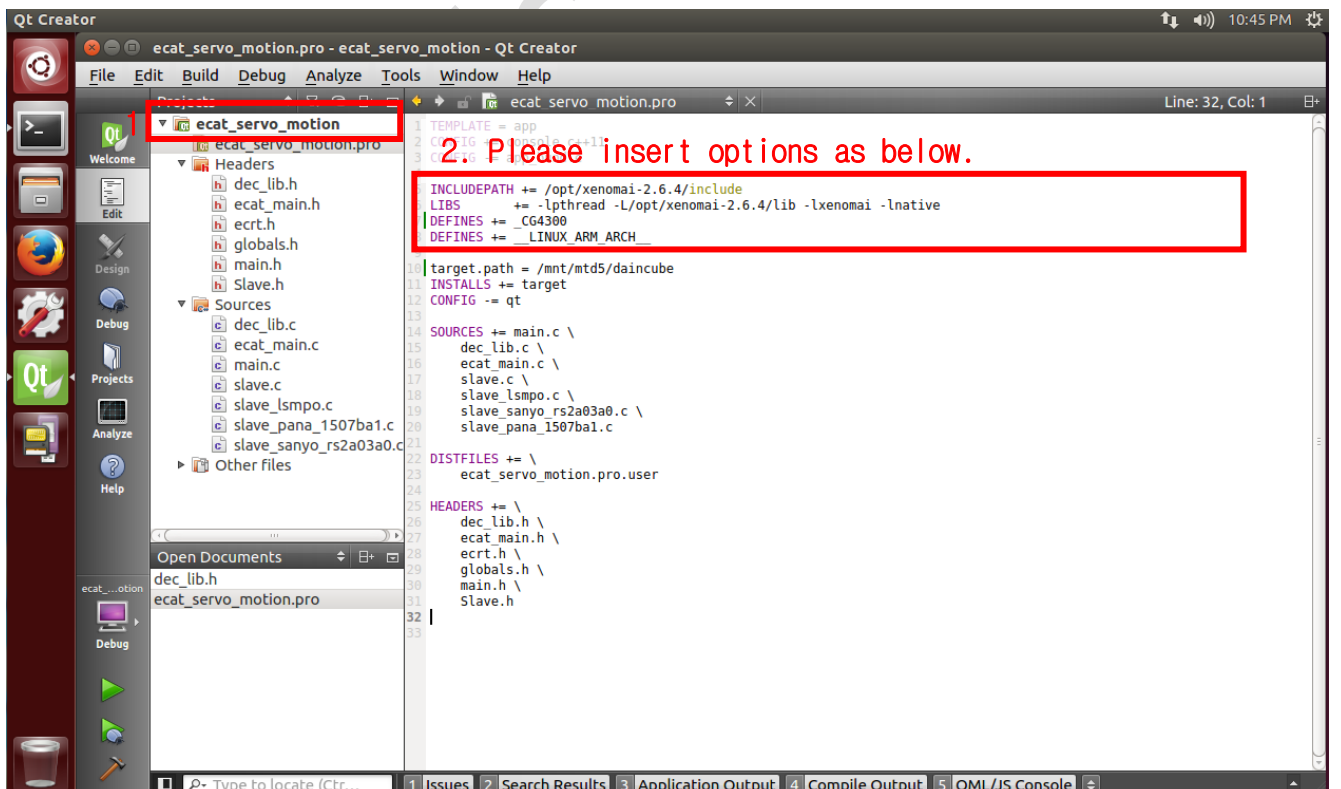 Qt Creator
10:45 PM
ecat_servo_motion.pro - ecat_servo_motion - Qt Creator
File Edit Build Debug Analyze Tools Window Help
Projects
ecat_servo_motion.pro
Line: 32, Col: 1
1
ecat_servo_motion
ecat_servo_motion.pro
Headers
dec_lib.h
ecat_main.h
ecrt.h
globals.h
main.h
Slave.h
Sources
dec_lib.c
ecat_main.c
main.c
slave.c
slave_lsmpo.c
slave_pana_1507ba1.c
slave_sanyo_rs2a03a0.c
Other files
Welcome
Edit
Design
Debug
Projects
Analyze
Help
Open Documents
dec_lib.h
ecat_servo_motion.pro
ecat_...otion
Debug
1 TEMPLATE = app
2
3
2. Please insert options as below.
INCLUDEPATH += /opt/xenomai-2.6.4/include
LIBS += -lpthread -L/opt/xenomai-2.6.4/lib -lxenomai -lnative
DEFINES += _CG4300
DEFINES += __LINUX_ARM_ARCH__
10 target.path = /mnt/mtd5/daincube
11 INSTALLS += target
12 CONFIG -= qt
13
14 SOURCES += main.c \
15 dec_lib.c \
16 ecat_main.c \
17 slave.c \
18 slave_lsmpo.c \
19 slave_sanyo_rs2a03a0.c \
20 slave_pana_1507ba1.c
21
22 DISTFILES += \
23 ecat_servo_motion.pro.user
24
25 HEADERS += \
26 dec_lib.h \
27 ecat_main.h \
28 ecrt.h \
29 globals.h \
30 main.h \
31 Slave.h
32
33
Type to locate (Ctr...
1 Issues 2 Search Results 3 Application Output 4 Compile Output 5 QML/JS Console